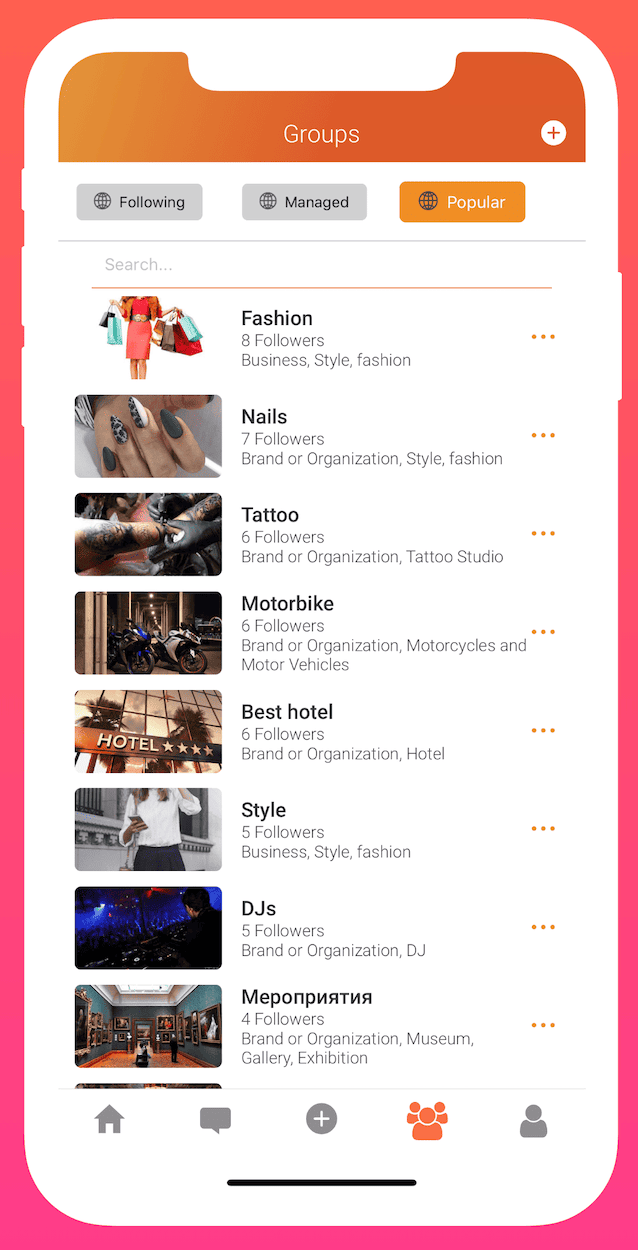 Groups
Following
Managed
Popular
Search...
Fashion
8 Followers
Business, Style, fashion
Nails
7 Followers
Brand or Organization, Style, fashion
Tattoo
6 Followers
Brand or Organization, Tattoo Studio
Motorbike
6 Followers
Brand or Organization, Motorcycles and
Motor Vehicles
HOTEL ★★★★
Best hotel
6 Followers
Brand or Organization, Hotel
Style
5 Followers
Business, Style, fashion
DJs
5 Followers
Brand or Organization, DJ
Мероприятия
4 Followers
Brand or Organization, Museum,
Gallery, Exhibition